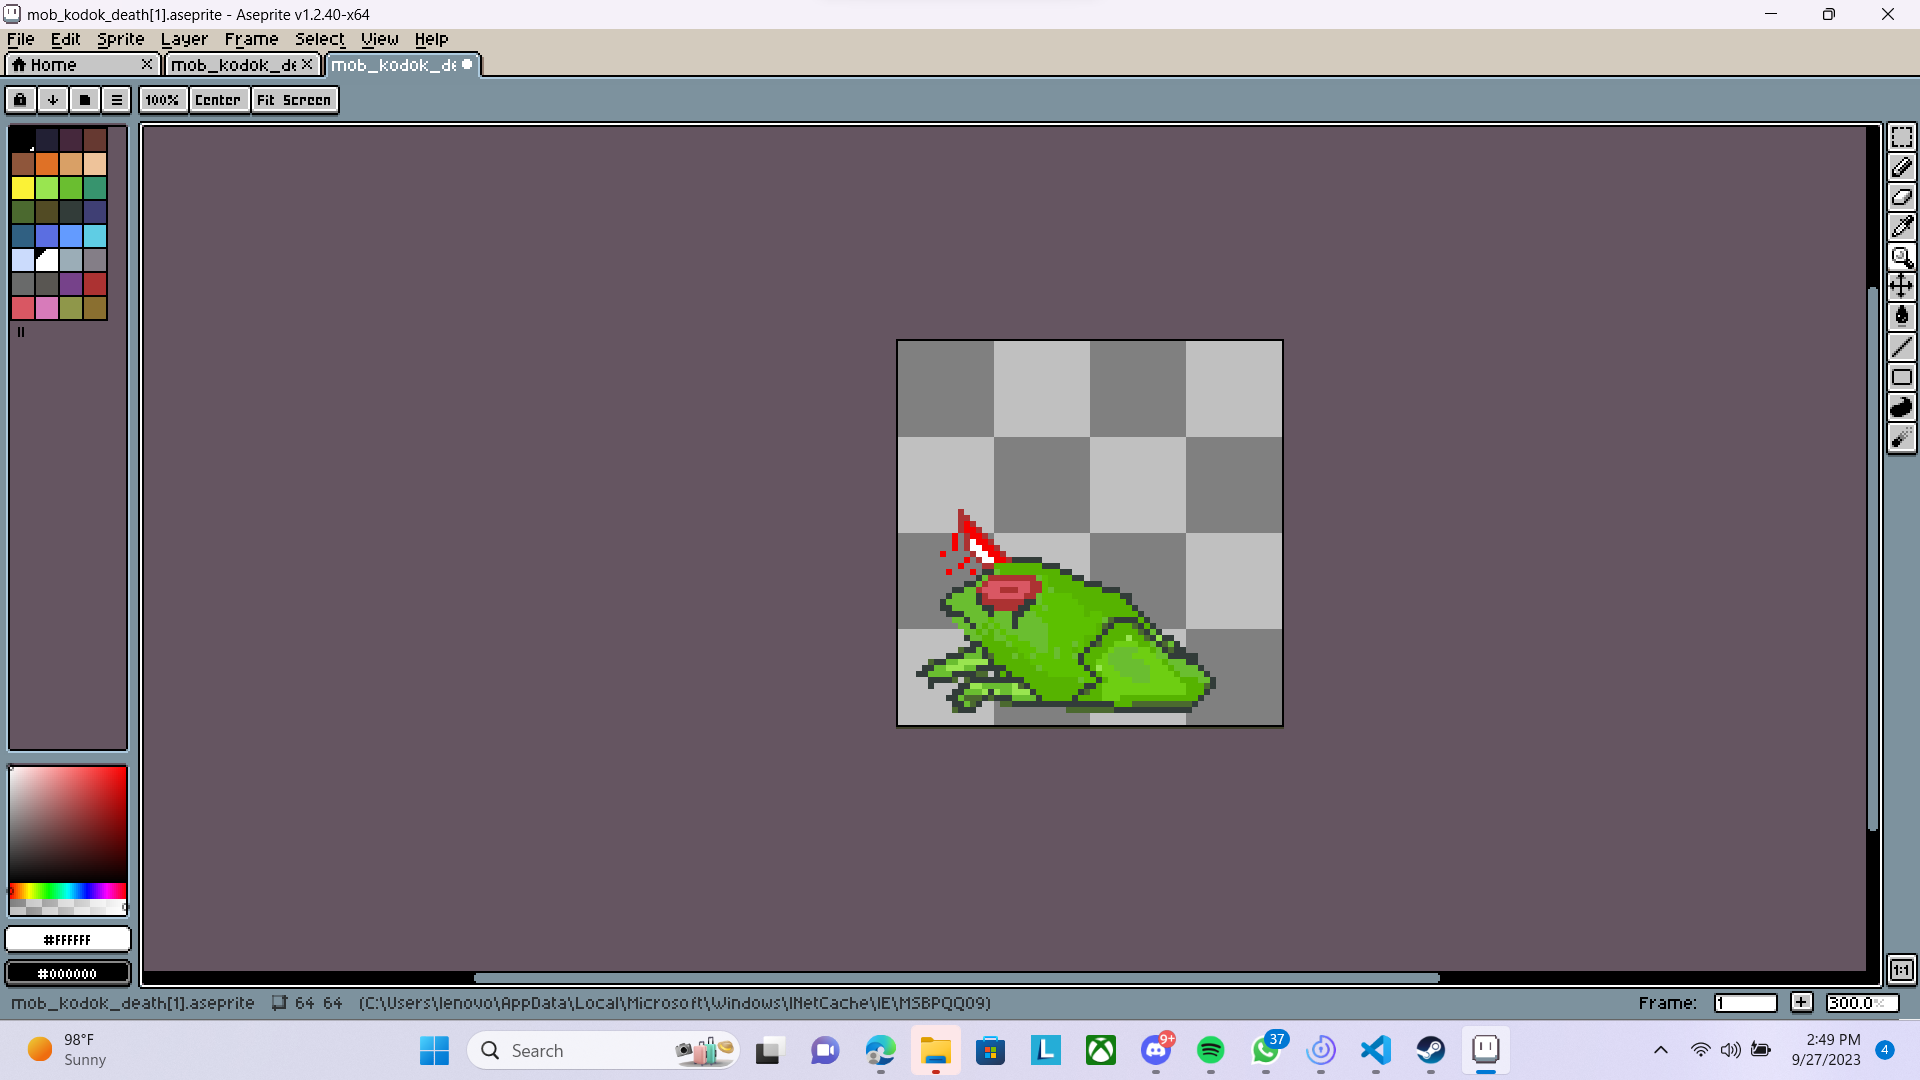 mob_kodok_death[1].aseprite - Aseprite v1.2.40-x64
File Edit Sprite Layer Frame Select View Help
Home mob_kodok_de mob_kodok_de
100% Center Fit Screen
#FFFFFF
#000000
1:1
mob_kodok_death[1].aseprite 64 64 (C:\Users\lenovo\AppData\Local\Microsoft\Windows\INetCache\IE\MSBPQQ09) Frame: 1 + 300.0%
98°F
Sunny
Search
L
9+
37
2:49 PM
9/27/2023
4